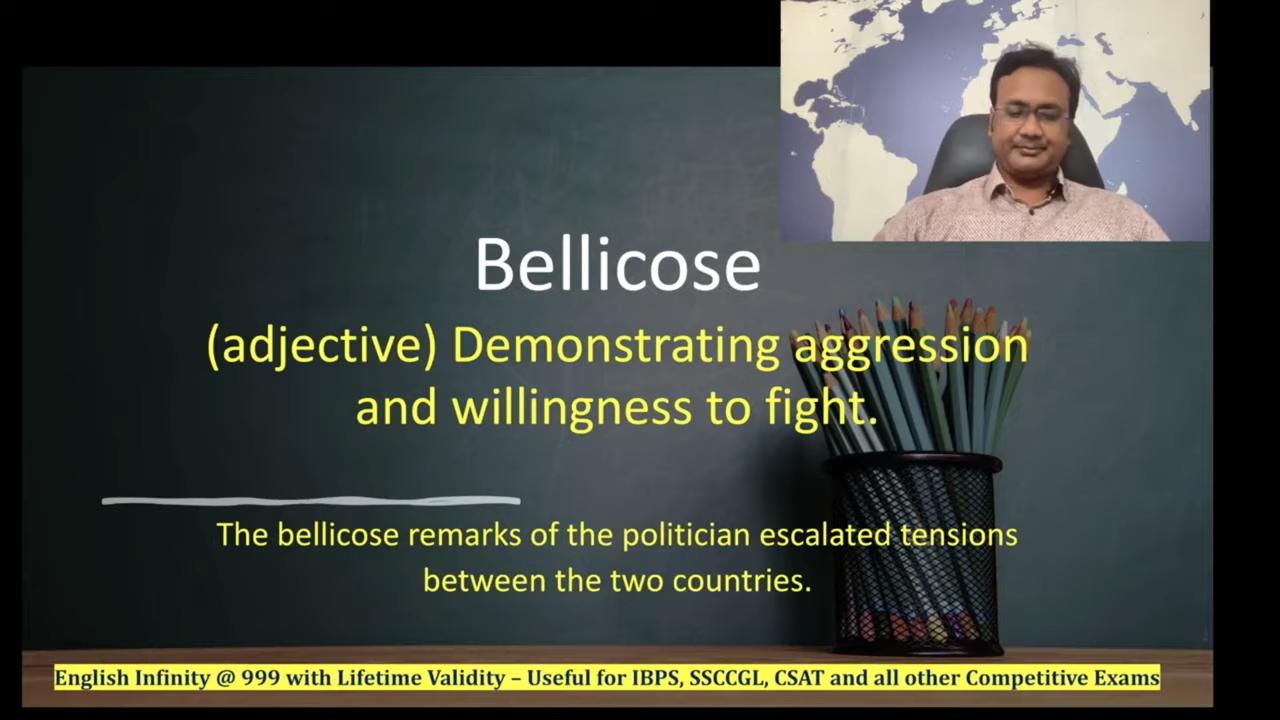 Bellicose
(adjective) Demonstrating aggression
and willingness to fight.
The bellicose remarks of the politician escalated tensions
between the two countries.
English Infinity @ 999 with Lifetime Validity – Useful for IBPS, SSCCGL, CSAT and all other Competitive Exams